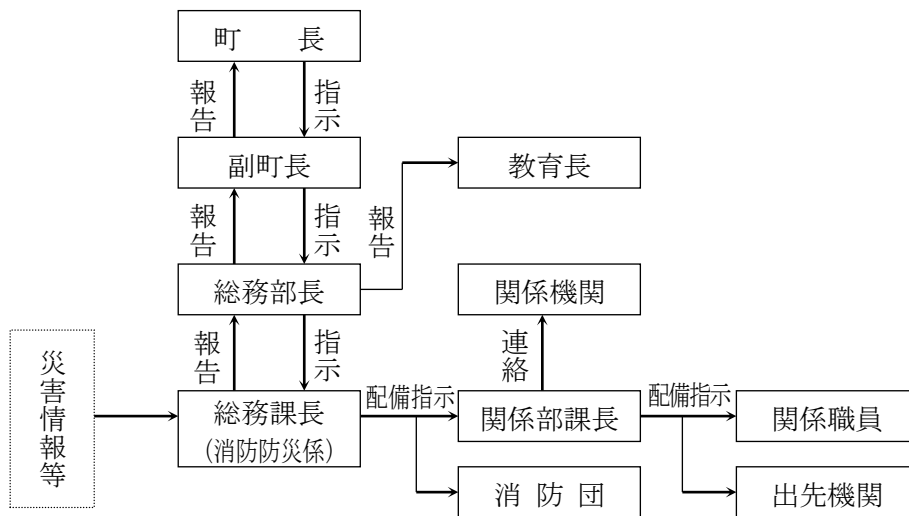 町 長
報告
指示
副町長
教育長
報告
指示
報告
総務部長
関係機関
報告
指示
連絡
災害情報等
総務課長
(消防防災係)
配備指示
関係部課長
配備指示
関係職員
消 防 団
出先機関